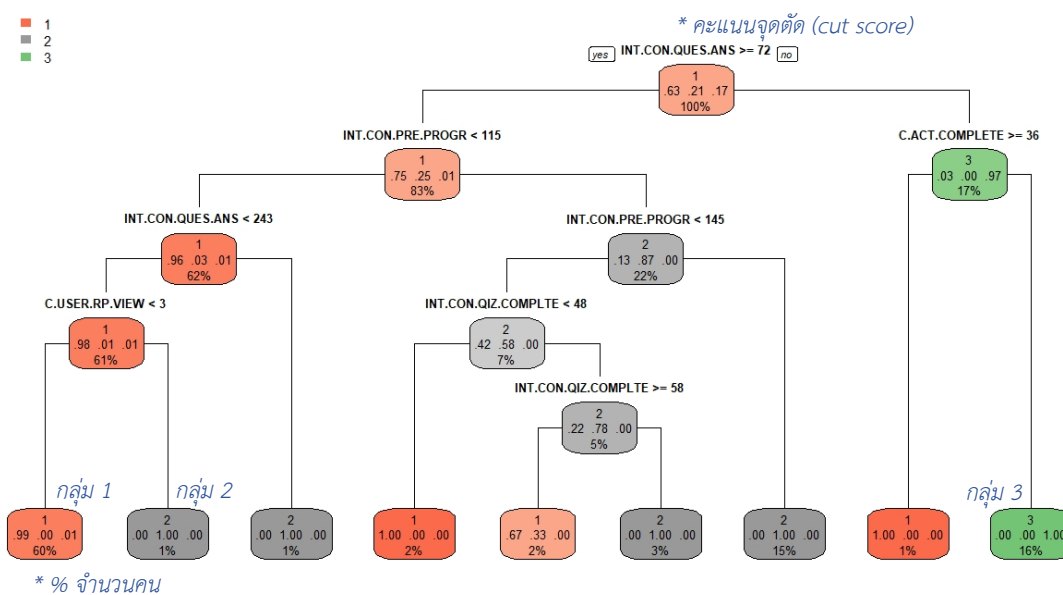 1
2
3
* คะแนนจุดตัด (cut score)
yes INT.CON.QUES.ANS >= 72 no
1
.63 .21 .17
100%
INT.CON.PRE.PROGR < 115
C.ACT.COMPLETE >= 36
1
.75 .25 .01
83%
3
.03 .00 .97
17%
INT.CON.QUES.ANS < 243
INT.CON.PRE.PROGR < 145
1
.96 .03 .01
62%
2
.13 .87 .00
22%
C.USER.RP.VIEW < 3
INT.CON.QIZ.COMPLTE < 48
1
.98 .01 .01
61%
2
.42 .58 .00
7%
INT.CON.QIZ.COMPLTE >= 58
2
.22 .78 .00
5%
กลุ่ม 1
กลุ่ม 2
กลุ่ม 3
1
.99 .00 .01
60%
2
.00 1.00 .00
1%
2
.00 1.00 .00
1%
1
1.00 .00 .00
2%
1
.67 .33 .00
2%
2
.00 1.00 .00
3%
2
.00 1.00 .00
15%
1
1.00 .00 .00
1%
3
.00 .00 1.00
16%
* % จำนวนคน